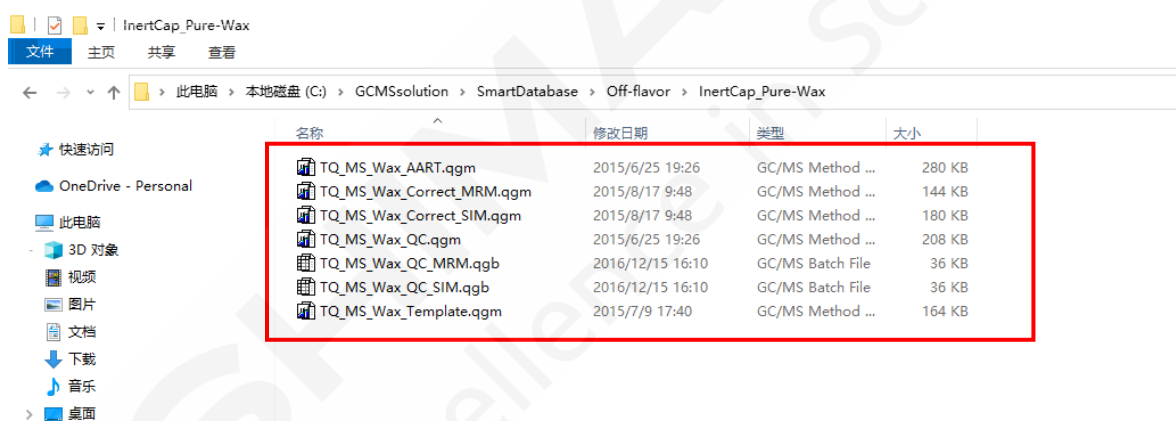 InertCap_Pure-Wax
文件 主页 共享 查看
此电脑 › 本地磁盘 (C:) › GCMSsolution › SmartDatabase › Off-flavor › InertCap_Pure-Wax
名称 修改日期 类型 大小
快速访问
OneDrive - Personal
此电脑
3D 对象
视频
图片
文档
下载
音乐
桌面
TQ_MS_Wax_AART.qgm 2015/6/25 19:26 GC/MS Method ... 280 KB
TQ_MS_Wax_Correct_MRM.qgm 2015/8/17 9:48 GC/MS Method ... 144 KB
TQ_MS_Wax_Correct_SIM.qgm 2015/8/17 9:48 GC/MS Method ... 180 KB
TQ_MS_Wax_QC.qgm 2015/6/25 19:26 GC/MS Method ... 208 KB
TQ_MS_Wax_QC_MRM.qgb 2016/12/15 16:10 GC/MS Batch File 36 KB
TQ_MS_Wax_QC_SIM.qgb 2016/12/15 16:10 GC/MS Batch File 36 KB
TQ_MS_Wax_Template.qgm 2015/7/9 17:40 GC/MS Method ... 164 KB